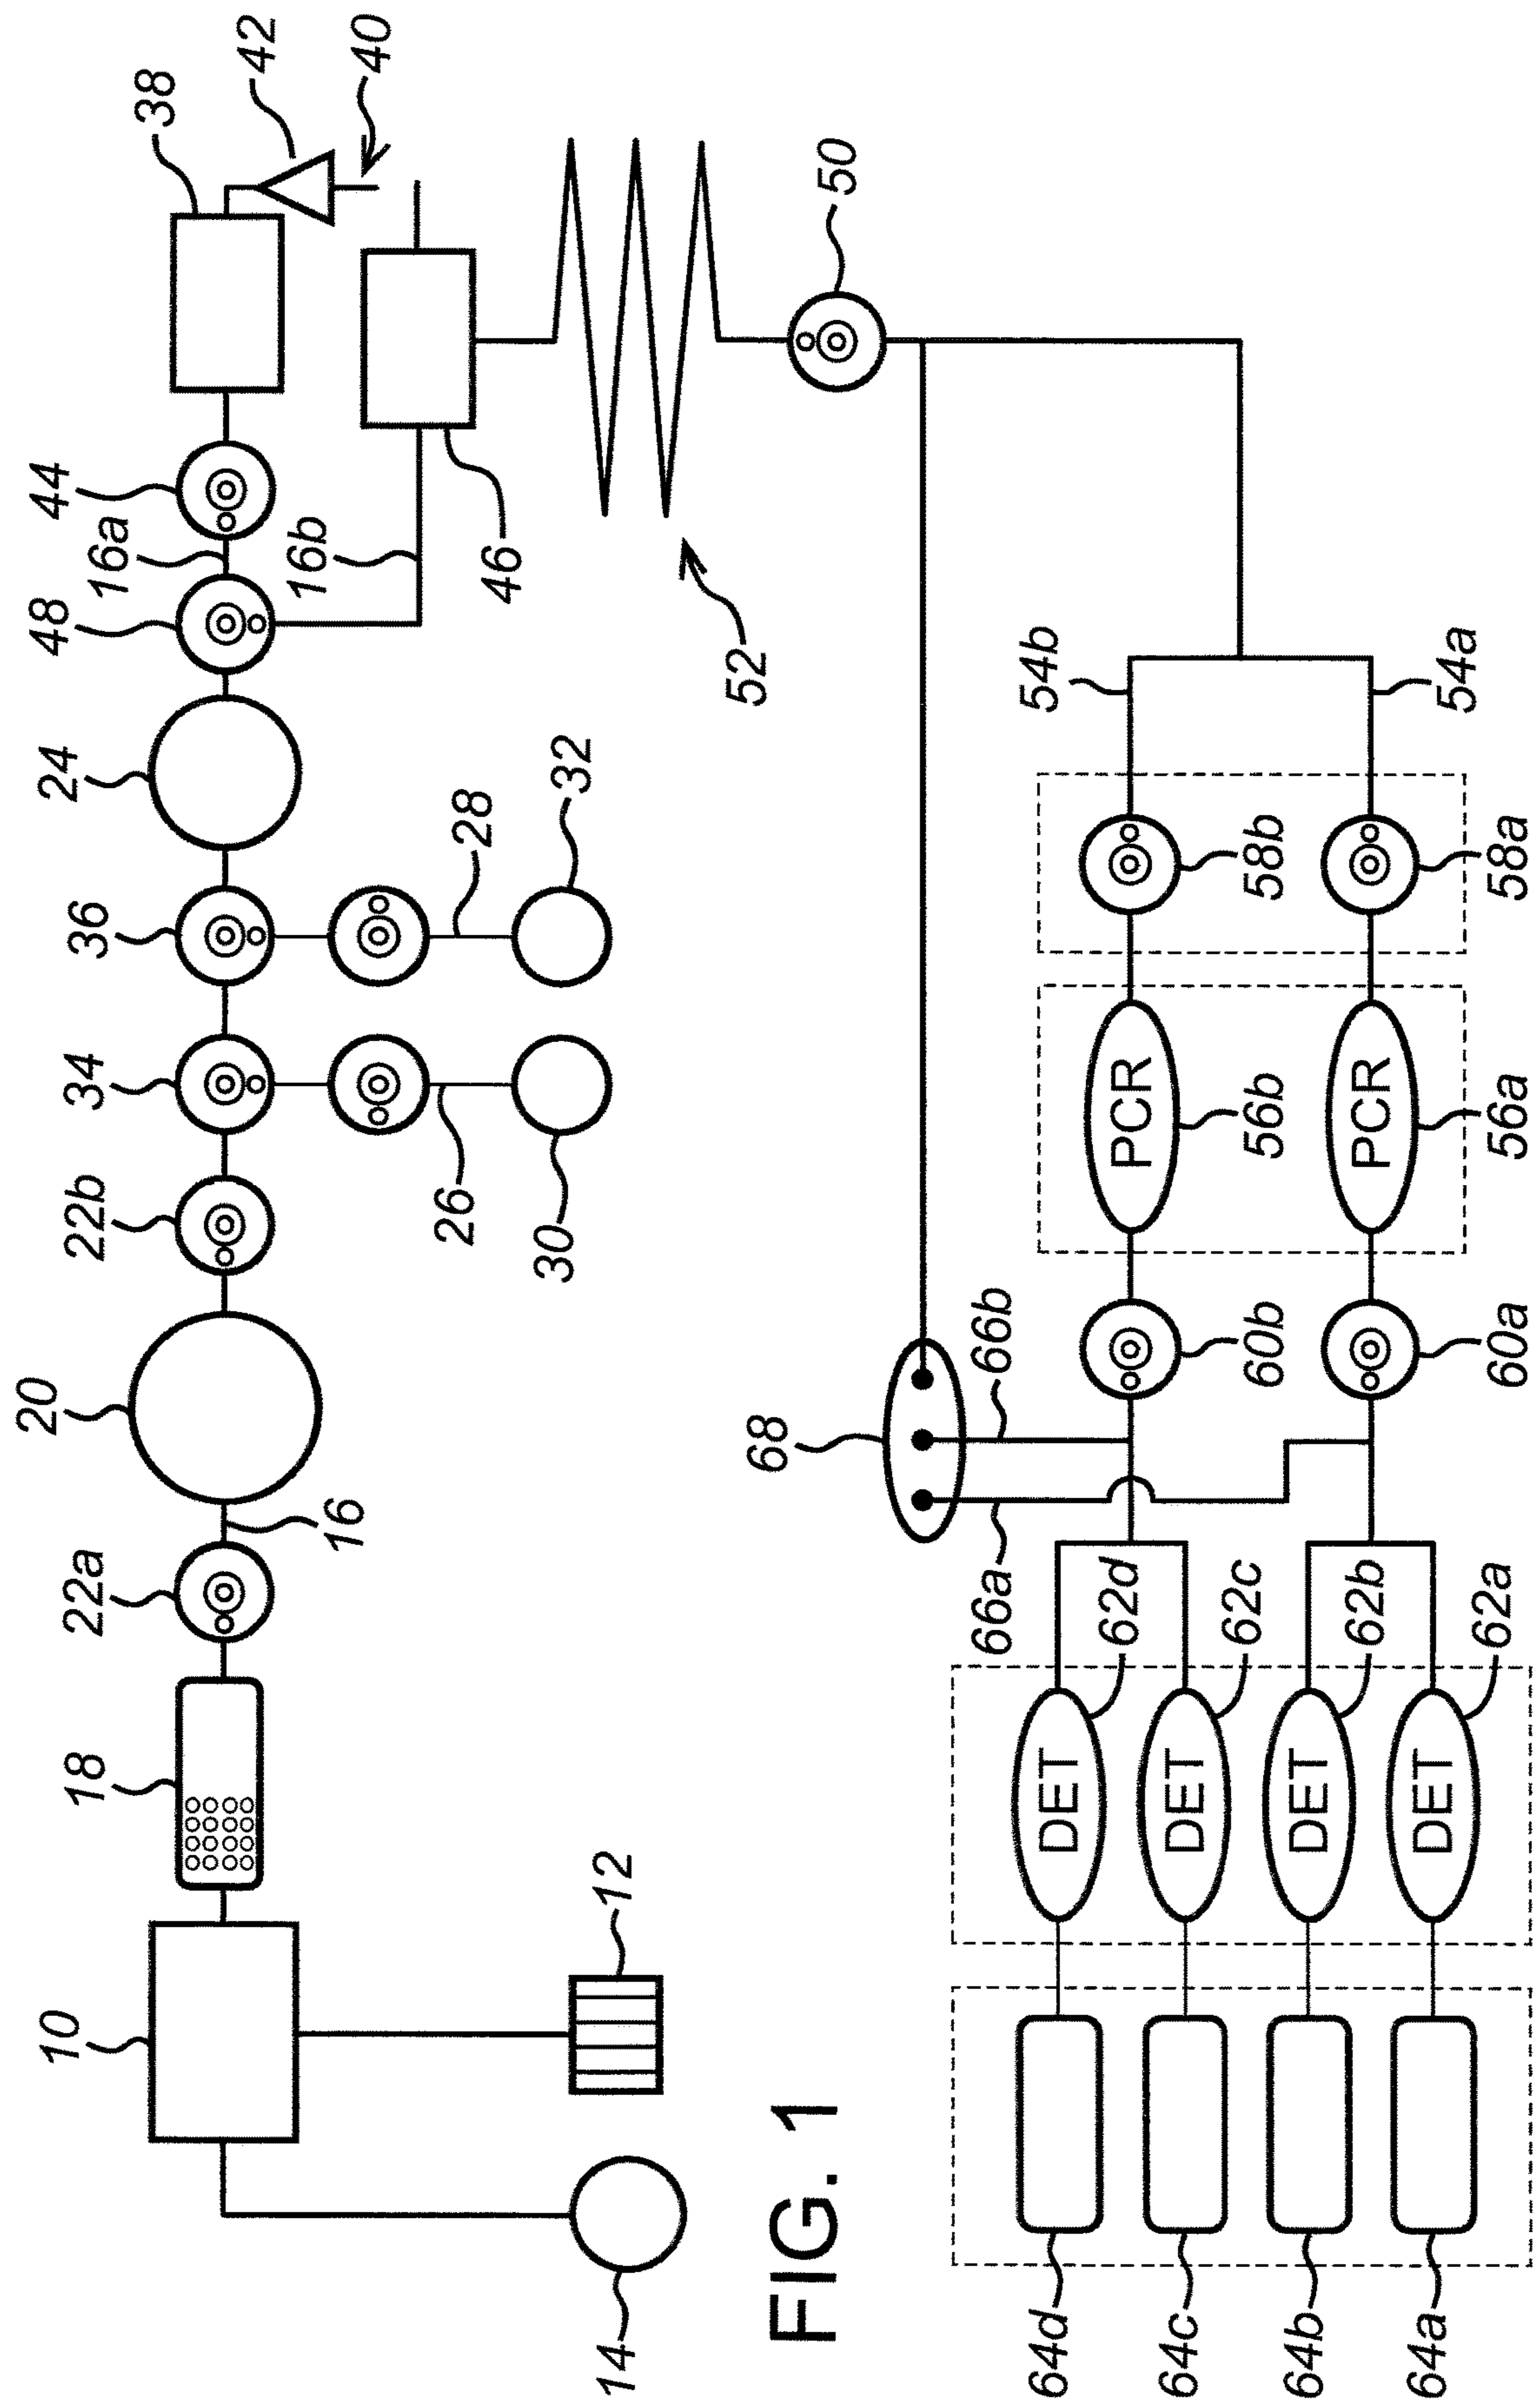 10
18
22a
20
22b
34
36
24
48
44
38
42
40
16
16a
16b
14
12
30
26
32
28
46
52
50
FIG. 1
68
66a
66b
54b
54a
58b
58a
PCR
56b
PCR
56a
60b
60a
62d
62c
62b
62a
DET
DET
DET
DET
64d
64c
64b
64a